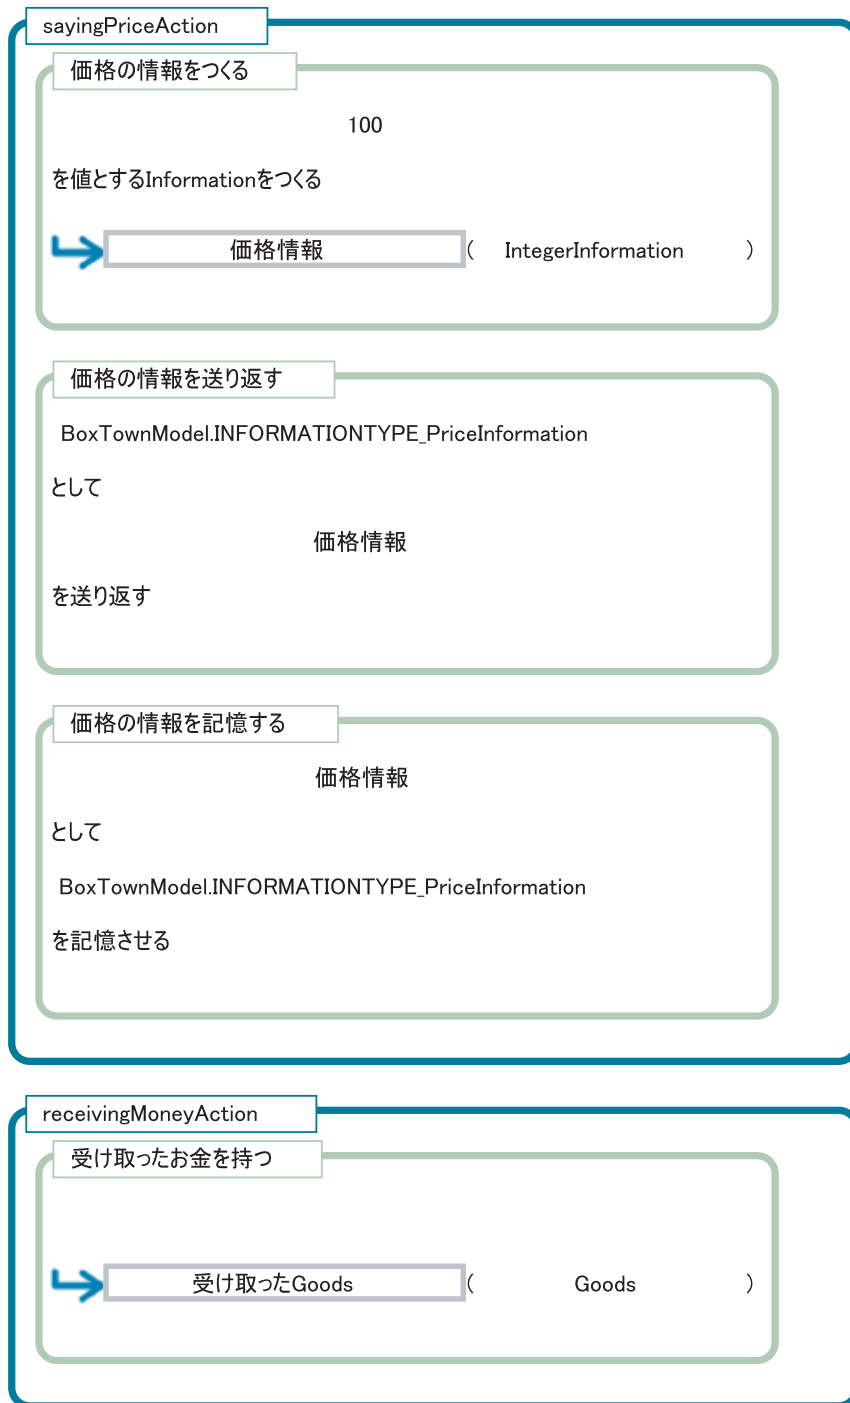 sayingPriceAction
価格の情報をつくる
100
を値とするInformationをつくる
価格情報 ( IntegerInformation )
価格の情報を送り返す
BoxTownModel.INFORMATIONTYPE_PriceInformation
として
価格情報
を送り返す
価格の情報を記憶する
価格情報
として
BoxTownModel.INFORMATIONTYPE_PriceInformation
を記憶させる
receivingMoneyAction
受け取ったお金を持つ
受け取ったGoods ( Goods )